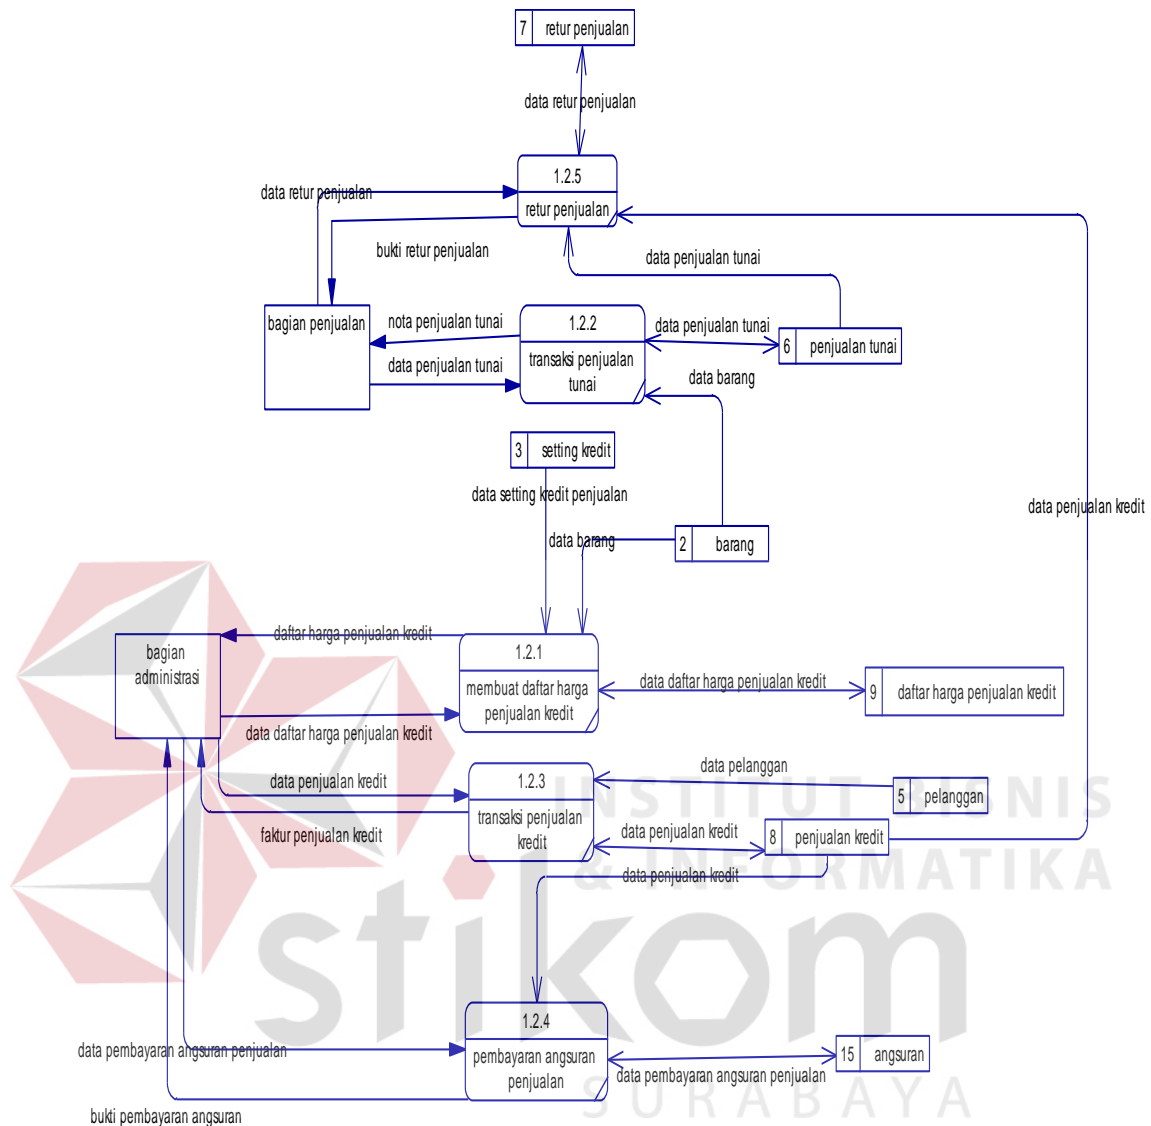 7 retur penjualan
data retur penjualan
1.2.5
retur penjualan
data retur penjualan
bukti retur penjualan
data penjualan tunai
bagian penjualan
nota penjualan tunai
data penjualan tunai
1.2.2
transaksi penjualan
tunai
data penjualan tunai
6 penjualan tunai
data barang
3 setting kredit
data setting kredit penjualan
data penjualan kredit
data barang
2 barang
bagian
administrasi
daftar harga penjualan kredit
data daftar harga penjualan kredit
1.2.1
membuat daftar harga
penjualan kredit
data daftar harga penjualan kredit
9 daftar harga penjualan kredit
data penjualan kredit
faktur penjualan kredit
1.2.3
transaksi penjualan
kredit
data pelanggan
5 pelanggan
data penjualan kredit
8 penjualan kredit
data penjualan kredit
INSTITUT BISNIS
& INFORMATIKA
stikom
SURABAYA
1.2.4
pembayaran angsuran
penjualan
data pembayaran angsuran penjualan
15 angsuran
data pembayaran angsuran penjualan
bukti pembayaran angsuran